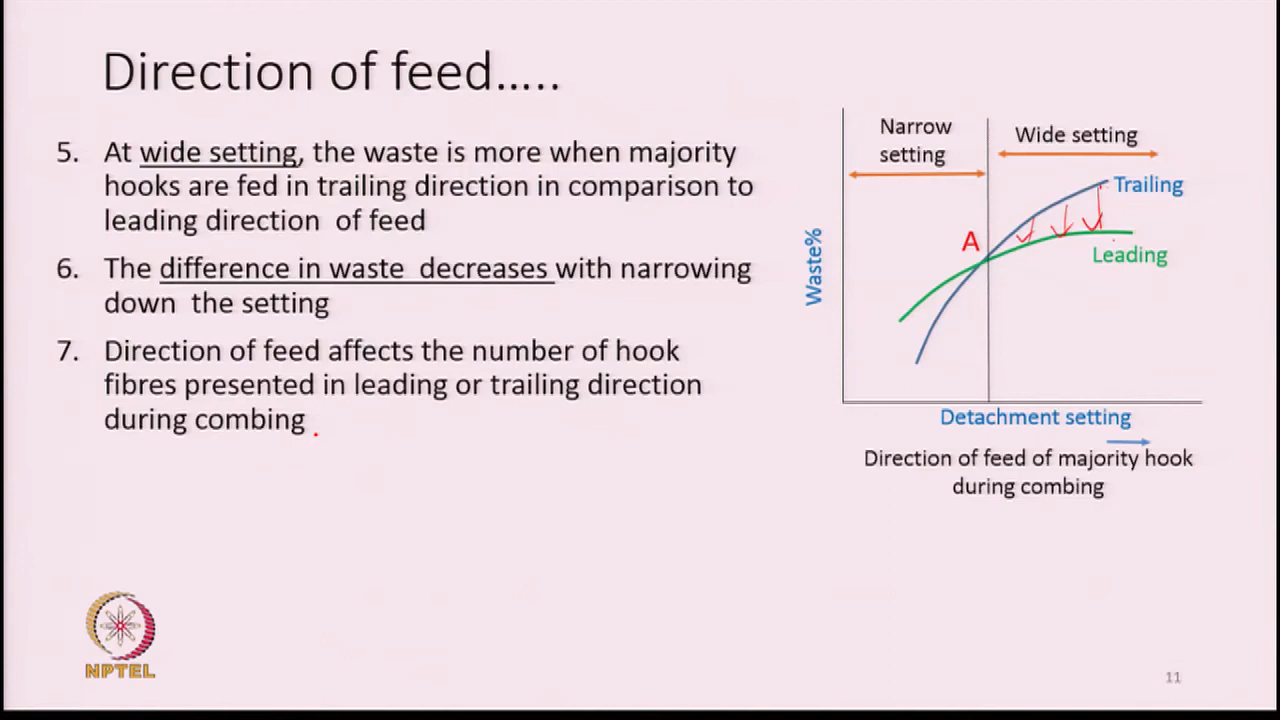 Direction of feed.....
5. At wide setting, the waste is more when majority
hooks are fed in trailing direction in comparison to
leading direction of feed
6. The difference in waste decreases with narrowing
down the setting
7. Direction of feed affects the number of hook
fibres presented in leading or trailing direction
during combing
Narrow
setting
Wide setting
Trailing
A
Leading
Waste%
Detachment setting
Direction of feed of majority hook
during combing
NPTEL
11